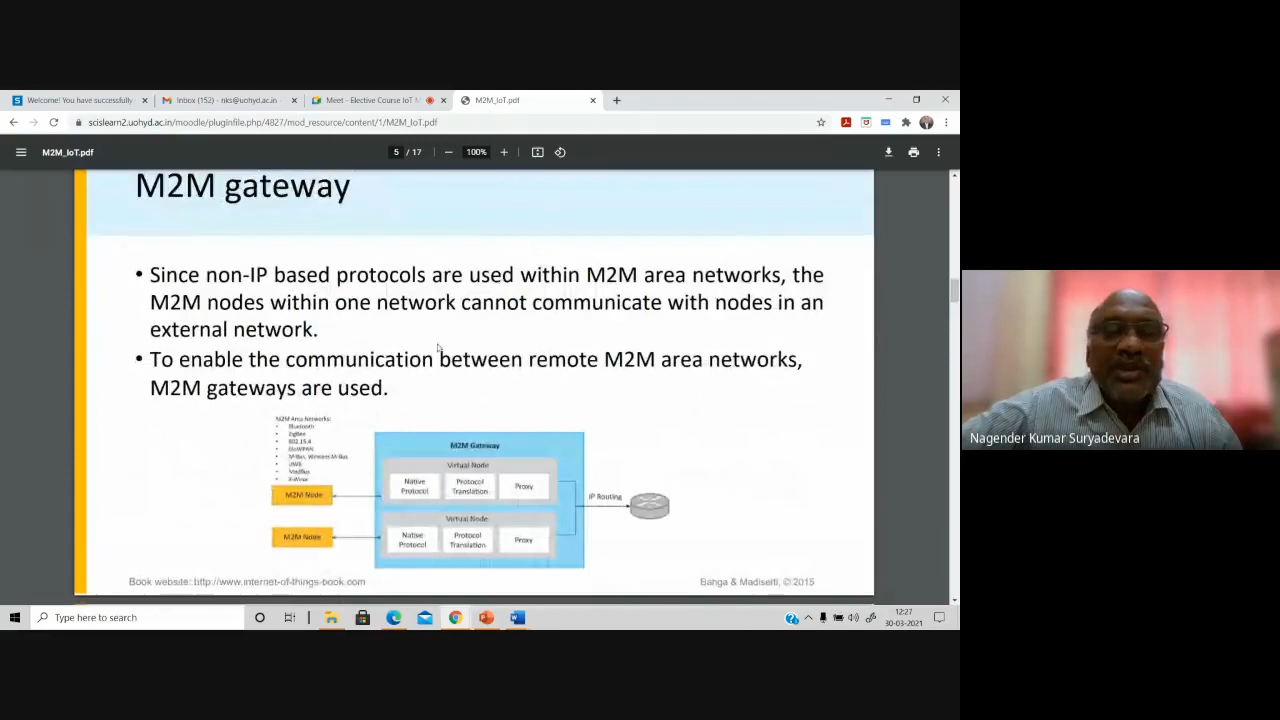 Welcome! You have successfully
Inbox (152) - nks@uohyd.ac.in
Meet - Elective Course IoT M
M2M_IoT.pdf
scislearn2.uohyd.ac.in/moodle/pluginfile.php/4827/mod_resource/content/1/M2M_IoT.pdf
M2M_IoT.pdf
5 / 17
100%
M2M gateway
• Since non-IP based protocols are used within M2M area networks, the
M2M nodes within one network cannot communicate with nodes in an
external network.
• To enable the communication between remote M2M area networks,
M2M gateways are used.
M2M Area Networks:
• Bluetooth
• ZigBee
• 802.15.4
• 6LoWPAN
• M-Bus, Wireless M-Bus
• UWB
• Z-Wave
M2M Node
M2M Node
M2M Gateway
Virtual Node
Native
Protocol
Protocol
Translation
Proxy
Virtual Node
Native
Protocol
Protocol
Translation
Proxy
IP Routing
Book website: http://www.internet-of-things-book.com
Banga & Madisetti, © 2015
Type here to search
12:27
30-03-2021
Nagender Kumar Suryadevara